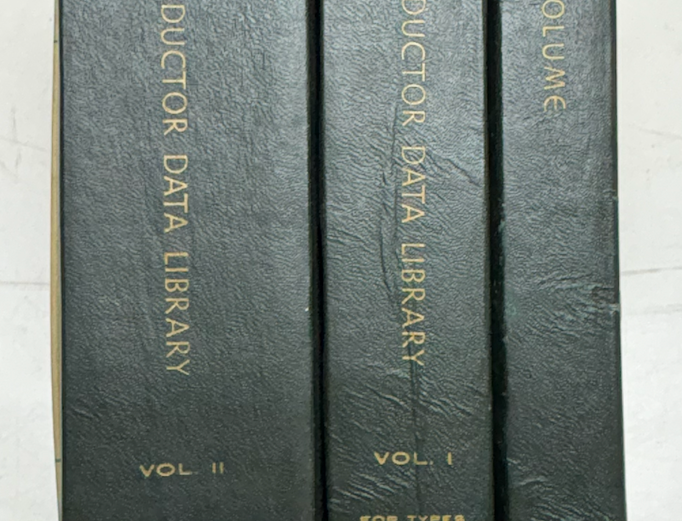 DUCTOR DATA LIBRARY
VOL. II
DUCTOR DATA LIBRARY
VOL. I
FOR TYPES
OLUME